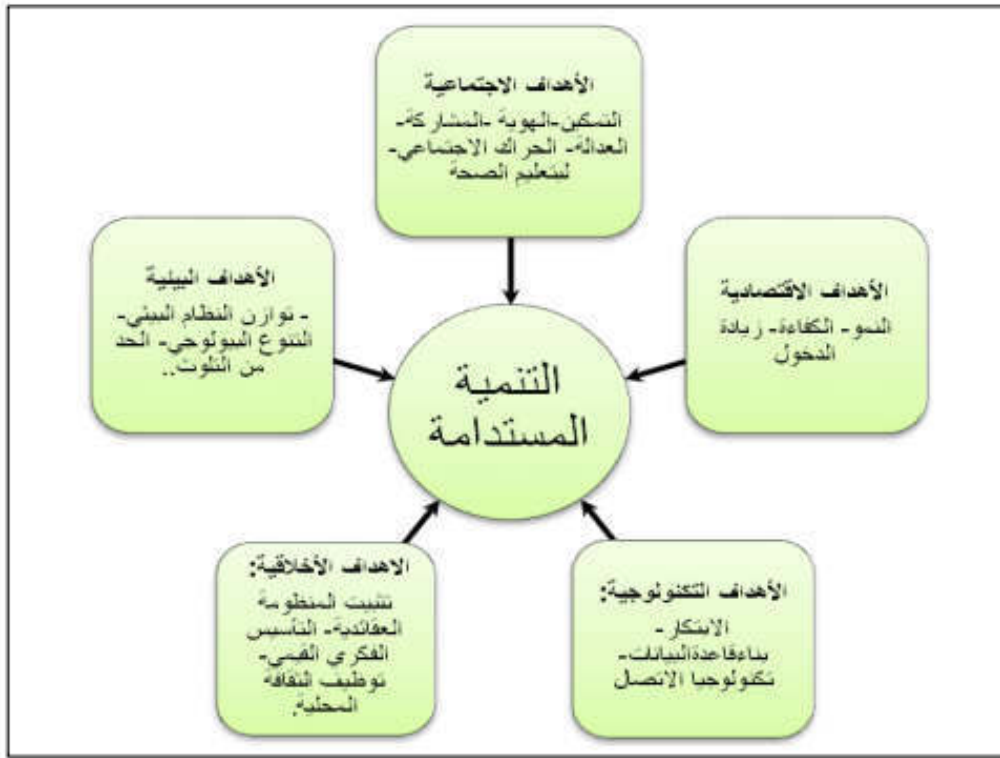 الأهداف الاجتماعية
التمكين-الهوية -المشاركة-
العدالة- الحراك الاجتماعي-
لبتعليم الصحة
الأهداف الاقتصادية
النمو- الكفاءة- زيادة
الدخول
الأهداف البيئية
- توازن النظام البيئي-
التنوع البيولوجي- الحد
من التلوث..
التنمية
المستدامة
الأهداف التكنولوجية:
الابتكار-
بناءقاعدةالبيانات-
تكنولوجيا الاتصال
الاهداف الأخلاقية:
تثبيت المنظومة
العقائدية- التأسيس
الفكري القيمي-
توظيف الثقافة
المحلية.